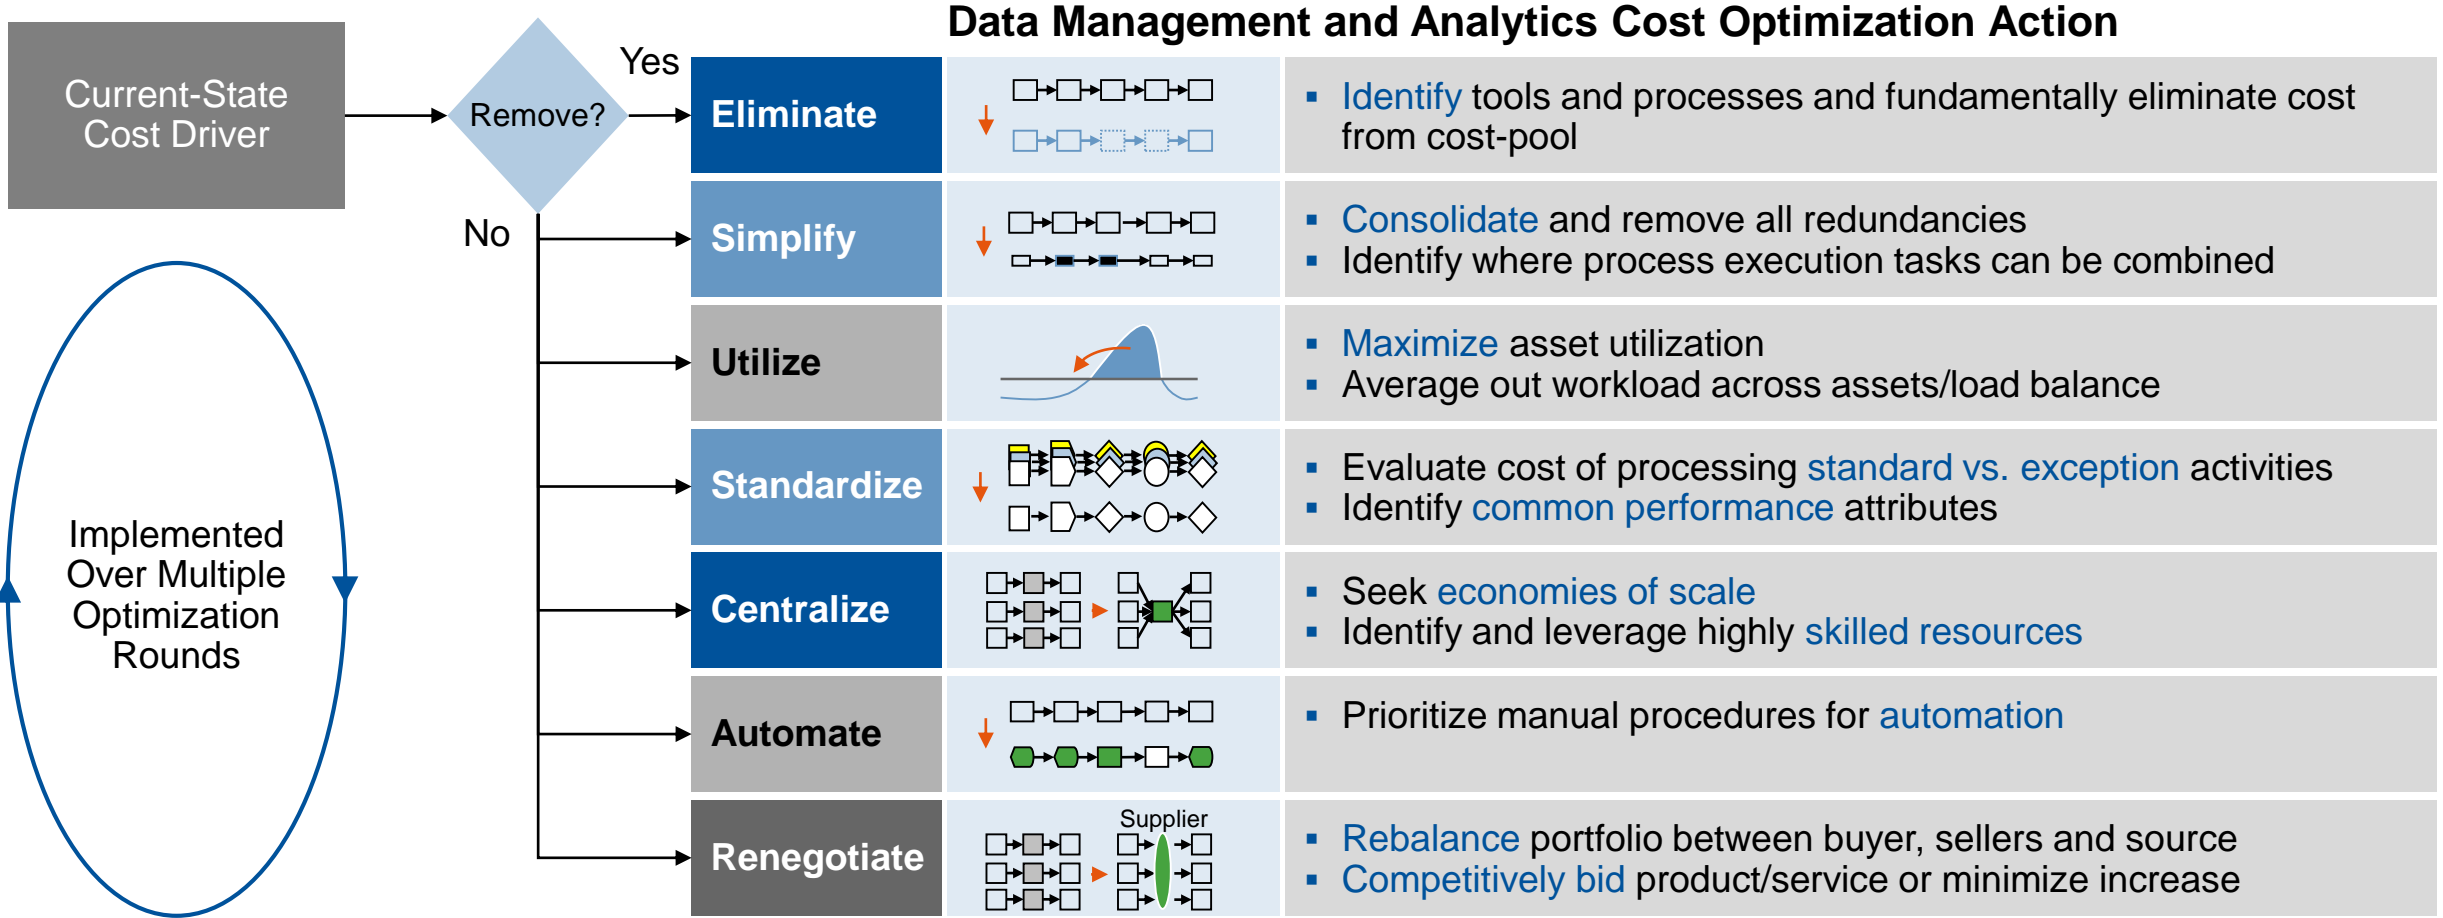 Data Management and Analytics Cost Optimization Action
Current-State
Cost Driver
Remove?
Yes
No
Eliminate
▪ Identify tools and processes and fundamentally eliminate cost
from cost-pool
Simplify
▪ Consolidate and remove all redundancies
▪ Identify where process execution tasks can be combined
Utilize
▪ Maximize asset utilization
▪ Average out workload across assets/load balance
Standardize
▪ Evaluate cost of processing standard vs. exception activities
▪ Identify common performance attributes
Centralize
▪ Seek economies of scale
▪ Identify and leverage highly skilled resources
Automate
▪ Prioritize manual procedures for automation
Renegotiate
Supplier
▪ Rebalance portfolio between buyer, sellers and source
▪ Competitively bid product/service or minimize increase
Implemented
Over Multiple
Optimization
Rounds